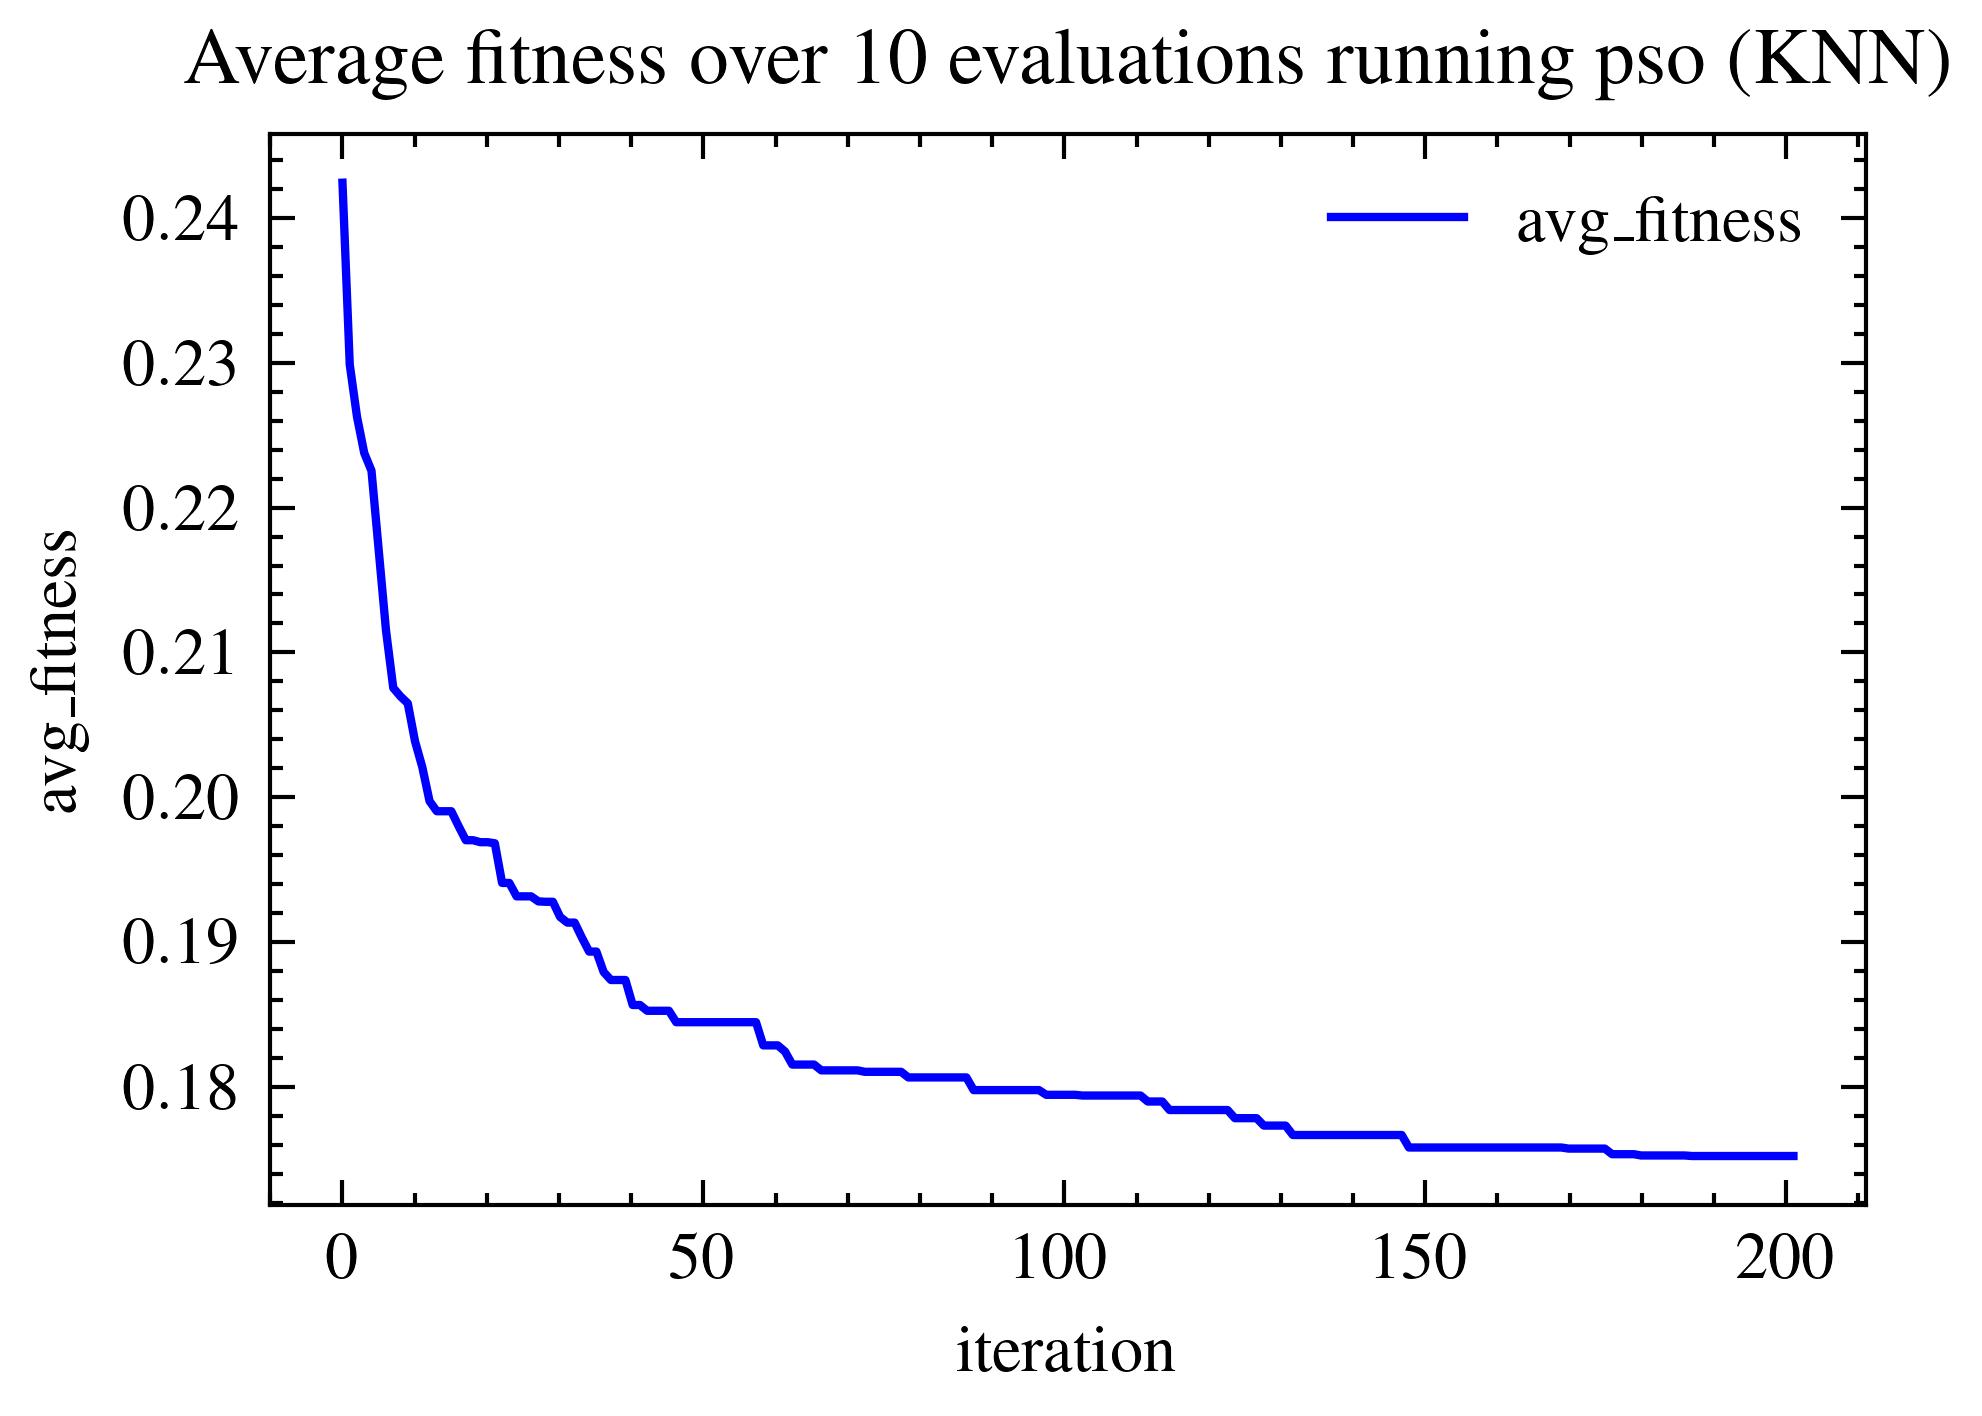 Average fitness over 10 evaluations running pso (KNN)
avg_fitness
0.24
0.23
0.22
0.21
0.20
0.19
0.18
avg_fitness
0 50 100 150 200
iteration